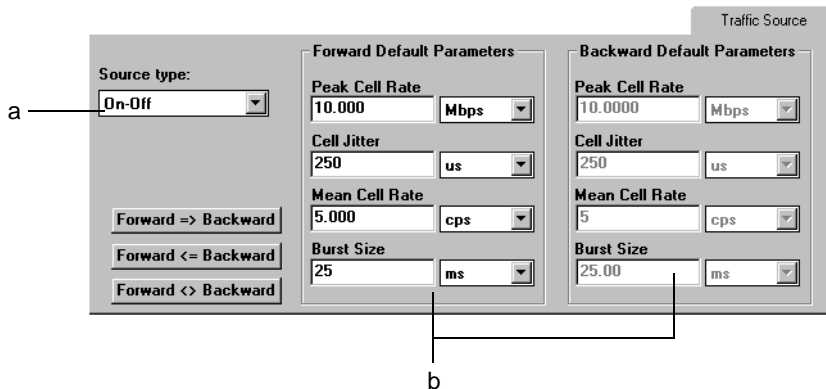 Traffic Source
Source type:
a
On-Off
Forward => Backward
Forward <= Backward
Forward <> Backward
Forward Default Parameters
Peak Cell Rate
10.000 Mbps
Cell Jitter
250 us
Mean Cell Rate
5.000 cps
Burst Size
25 ms
Backward Default Parameters
Peak Cell Rate
10.0000 Mbps
Cell Jitter
250 us
Mean Cell Rate
5 cps
Burst Size
25.00 ms
b